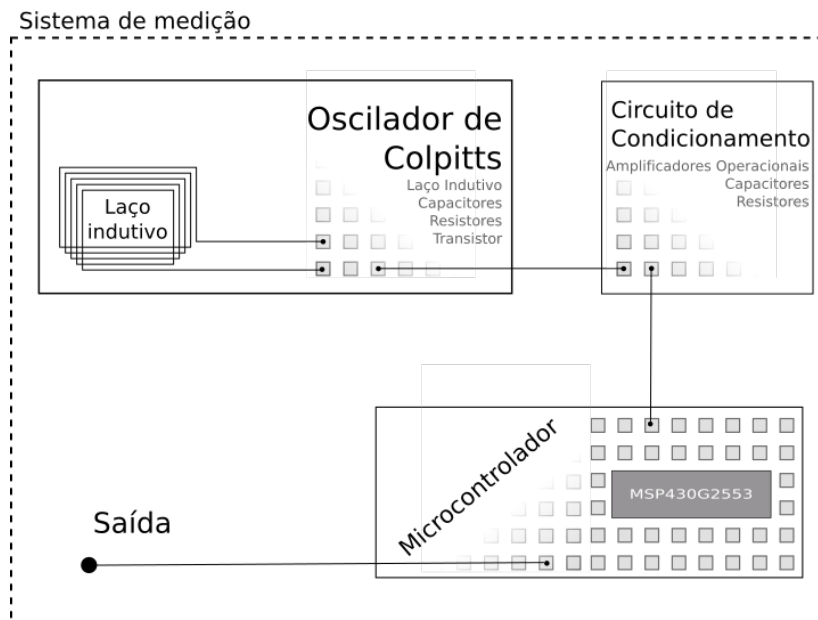 Sistema de medição
Oscilador de
Colpitts
Laço Indutivo
Capacitores
Resistores
Transistor
Laço
indutivo
Circuito de
Condicionamento
Amplificadores Operacionais
Capacitores
Resistores
Microcontrolador
MSP430G2553
Saída